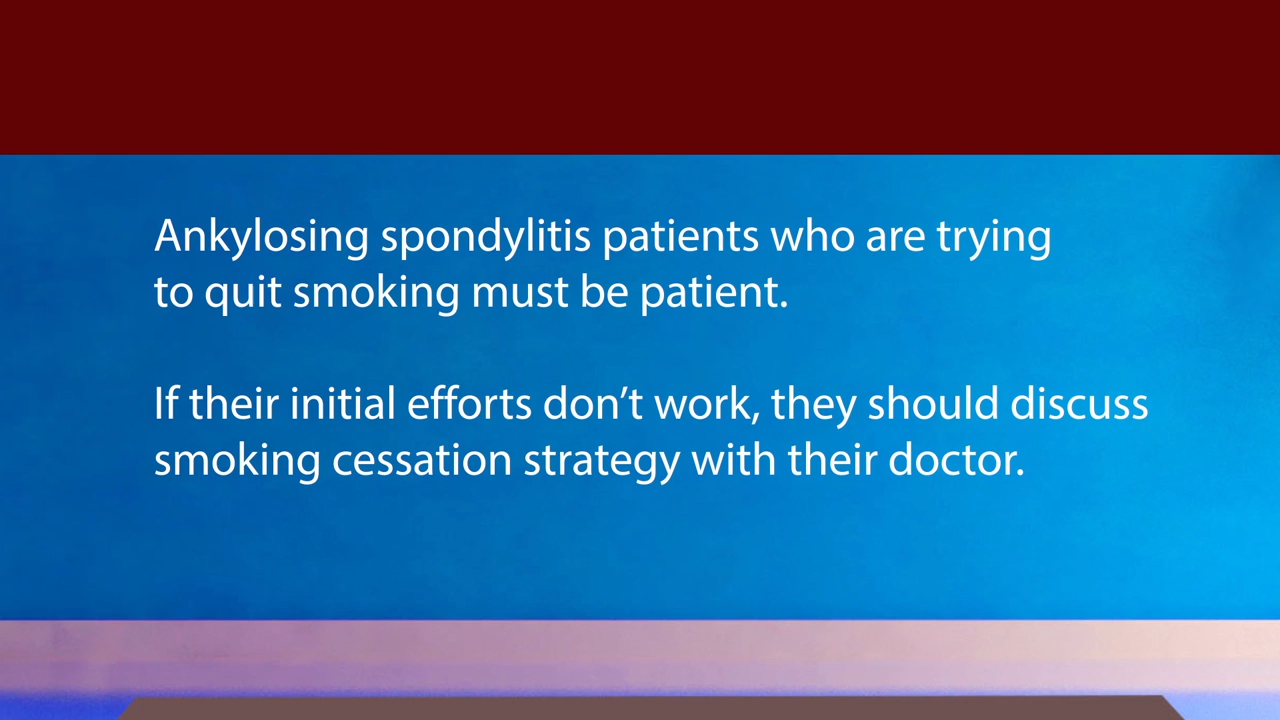 Ankylosing spondylitis patients who are trying
to quit smoking must be patient.
If their initial efforts don’t work, they should discuss
smoking cessation strategy with their doctor.